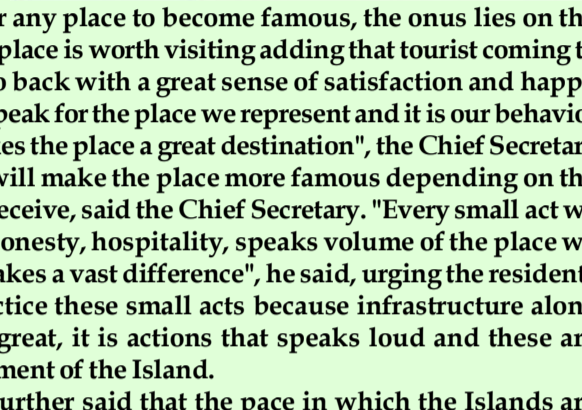 r any place to become famous, the onus lies on th
place is worth visiting adding that tourist coming t
o back with a great sense of satisfaction and happ
peak for the place we represent and it is our behavio
es the place a great destination", the Chief Secretar
will make the place more famous depending on th
eceive, said the Chief Secretary. "Every small act w
onesty, hospitality, speaks volume of the place w
akes a vast difference", he said, urging the resident
ctice these small acts because infrastructure alon
great, it is actions that speaks loud and these ar
ment of the Island.
urther said that the pace in which the Islands ar